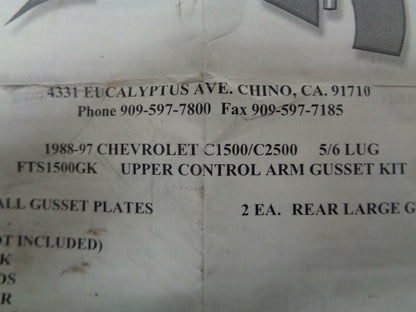 4331 EUCALYPTUS AVE. CHINO, CA. 91710
Phone 909-597-7800 Fax 909-597-7185
1988-97 CHEVROLET C1500/C2500 5/6 LUG
FTS1500GK UPPER CONTROL ARM GUSSET KIT
ALL GUSSET PLATES 2 EA. REAR LARGE G
OT INCLUDED)
K
OS
R